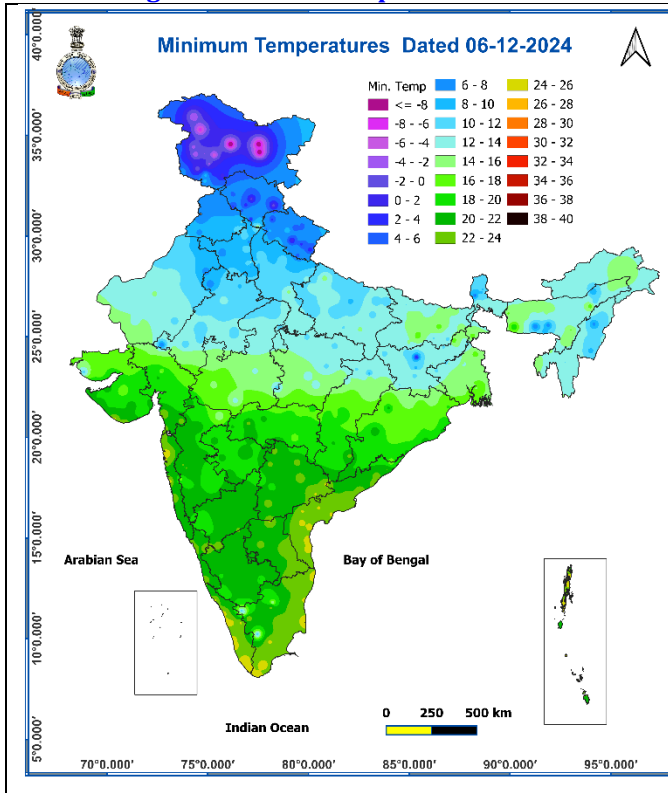 Minimum Temperatures Dated 06-12-2024
Min. Temp
<= -8
-8 - -6
-6 - -4
-4 - -2
-2 - 0
0 - 2
2 - 4
4 - 6
6 - 8
8 - 10
10 - 12
12 - 14
14 - 16
16 - 18
18 - 20
20 - 22
22 - 24
24 - 26
26 - 28
28 - 30
30 - 32
32 - 34
34 - 36
36 - 38
38 - 40
40°0.000'
35°0.000'
30°0.000'
25°0.000'
20°0.000'
15°0.000'
10°0.000'
5°0.000'
Arabian Sea
Bay of Bengal
Indian Ocean
0 250 500 km
70°0.000' 75°0.000' 80°0.000' 85°0.000' 90°0.000' 95°0.000'